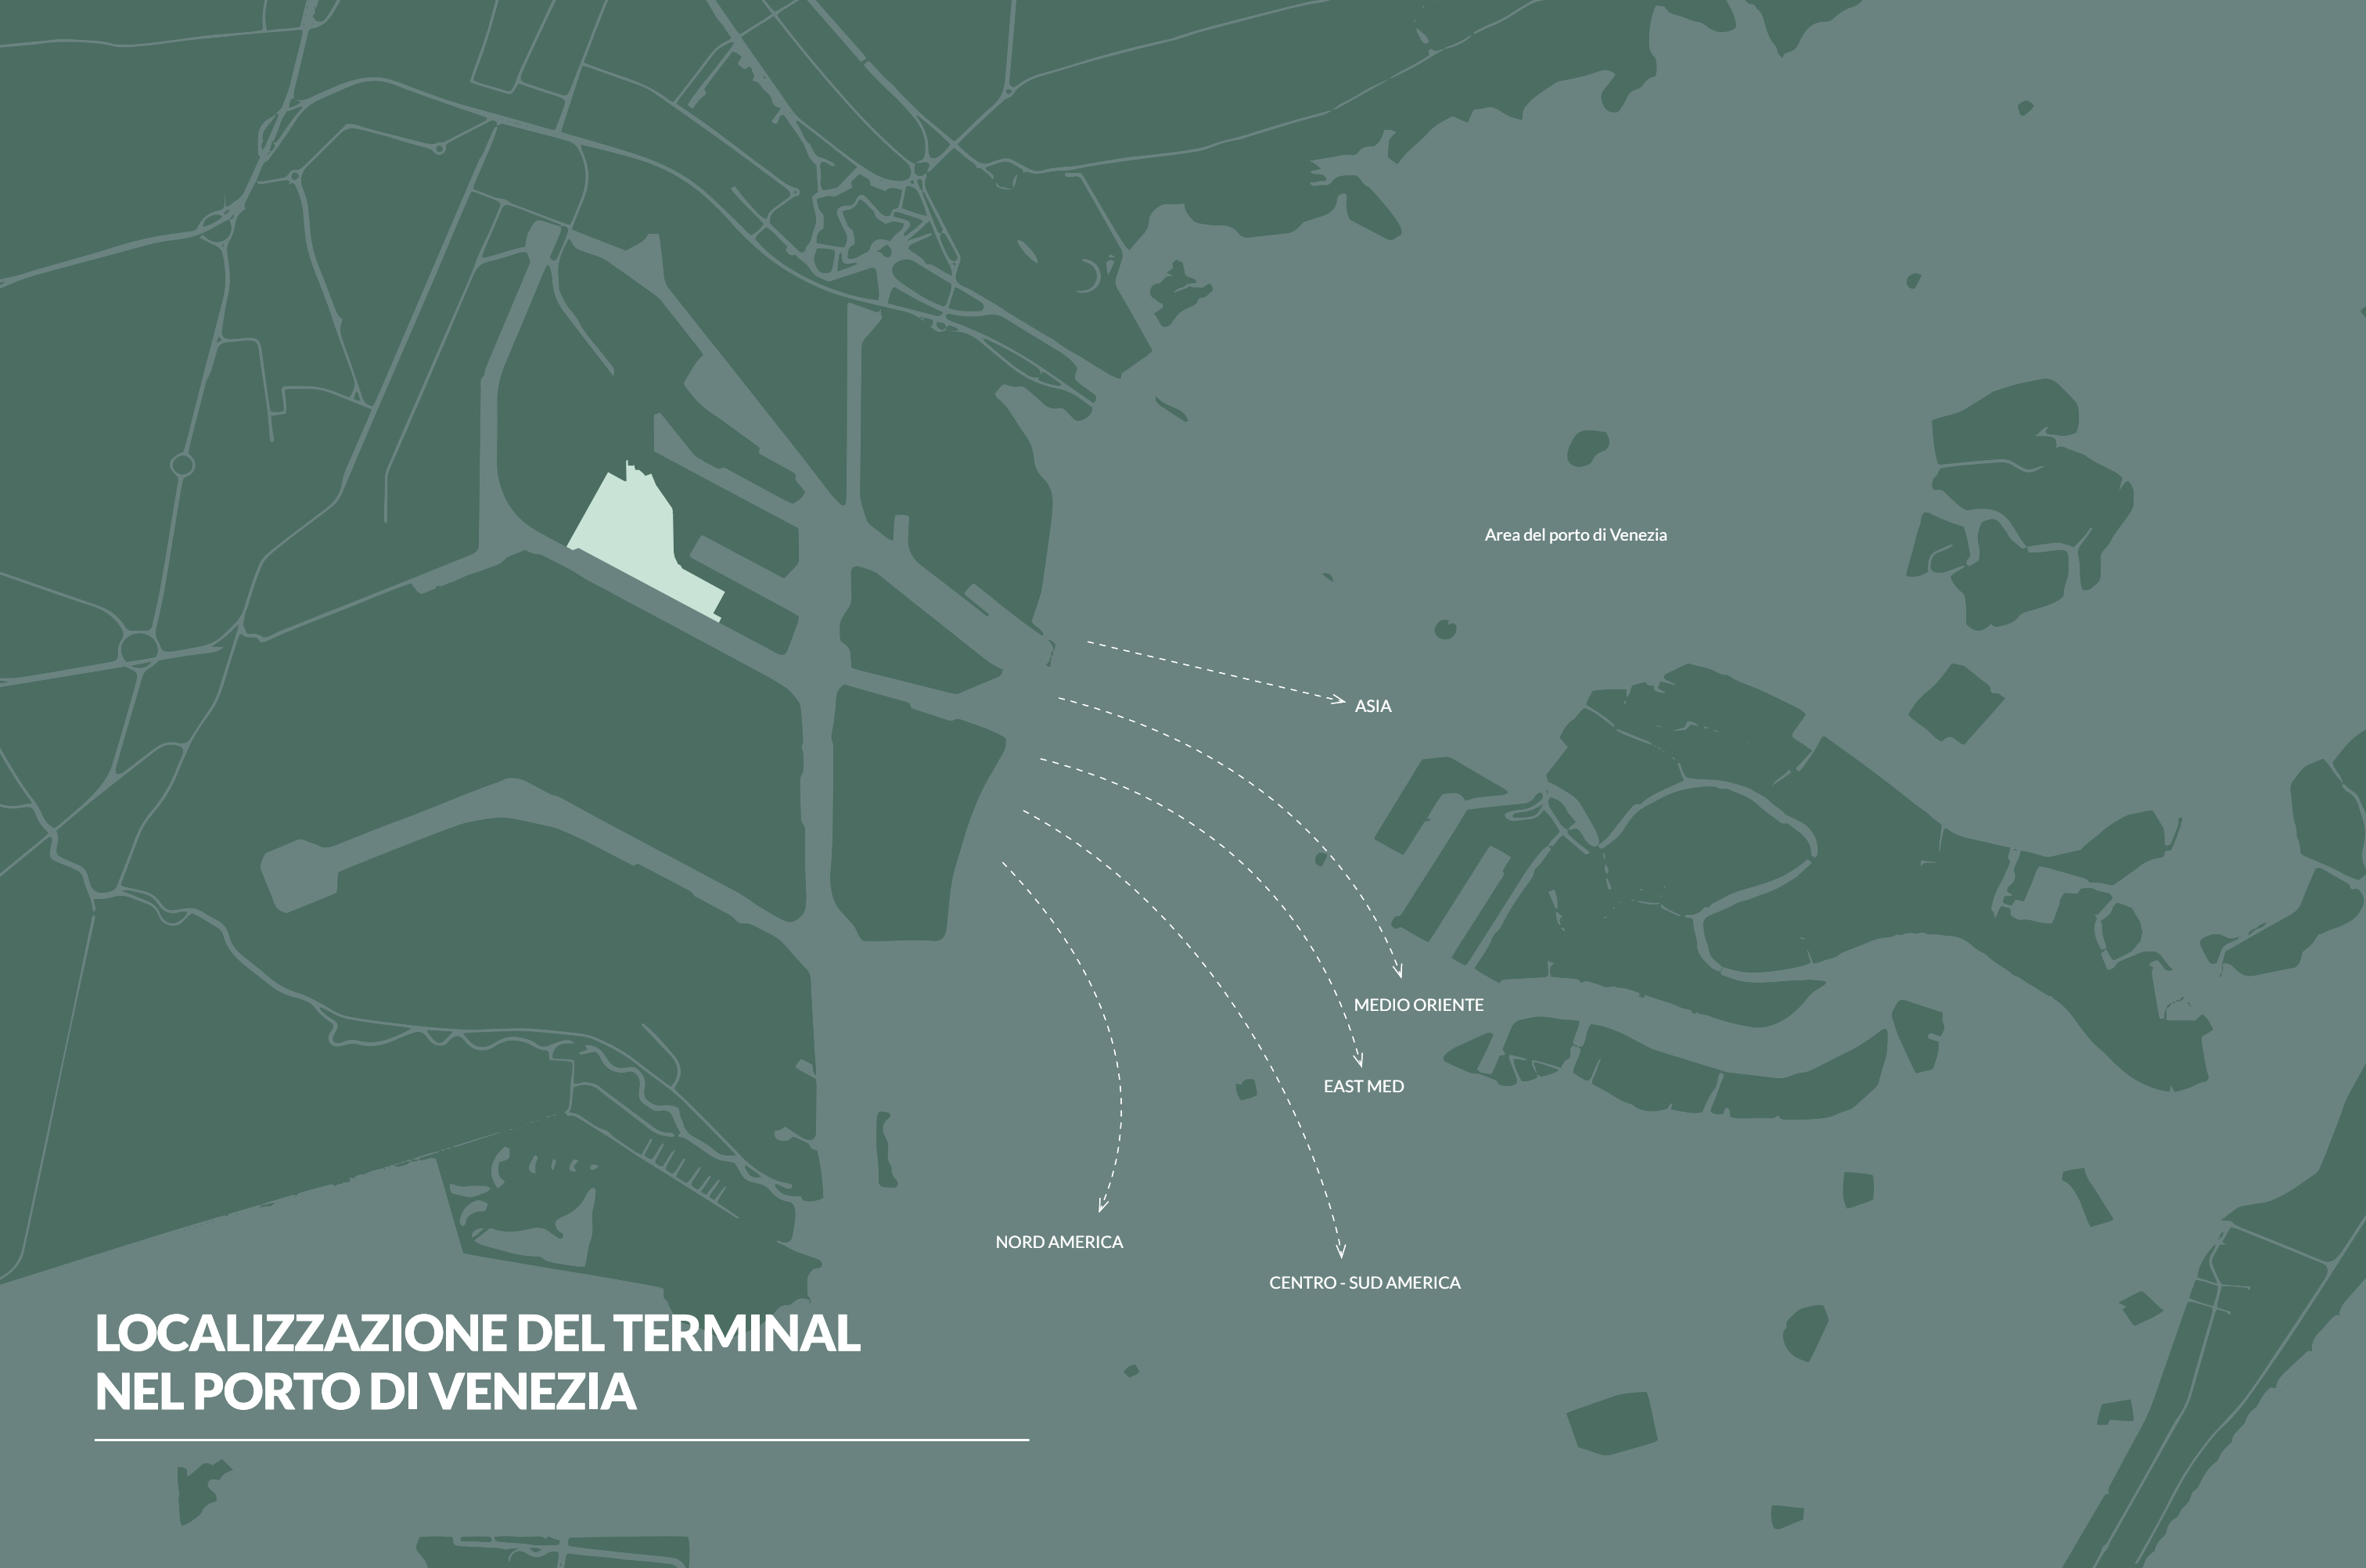 Area del porto di Venezia
ASIA
MEDIO ORIENTE
EAST MED
NORD AMERICA
CENTRO - SUD AMERICA
LOCALIZZAZIONE DEL TERMINAL
NEL PORTO DI VENEZIA